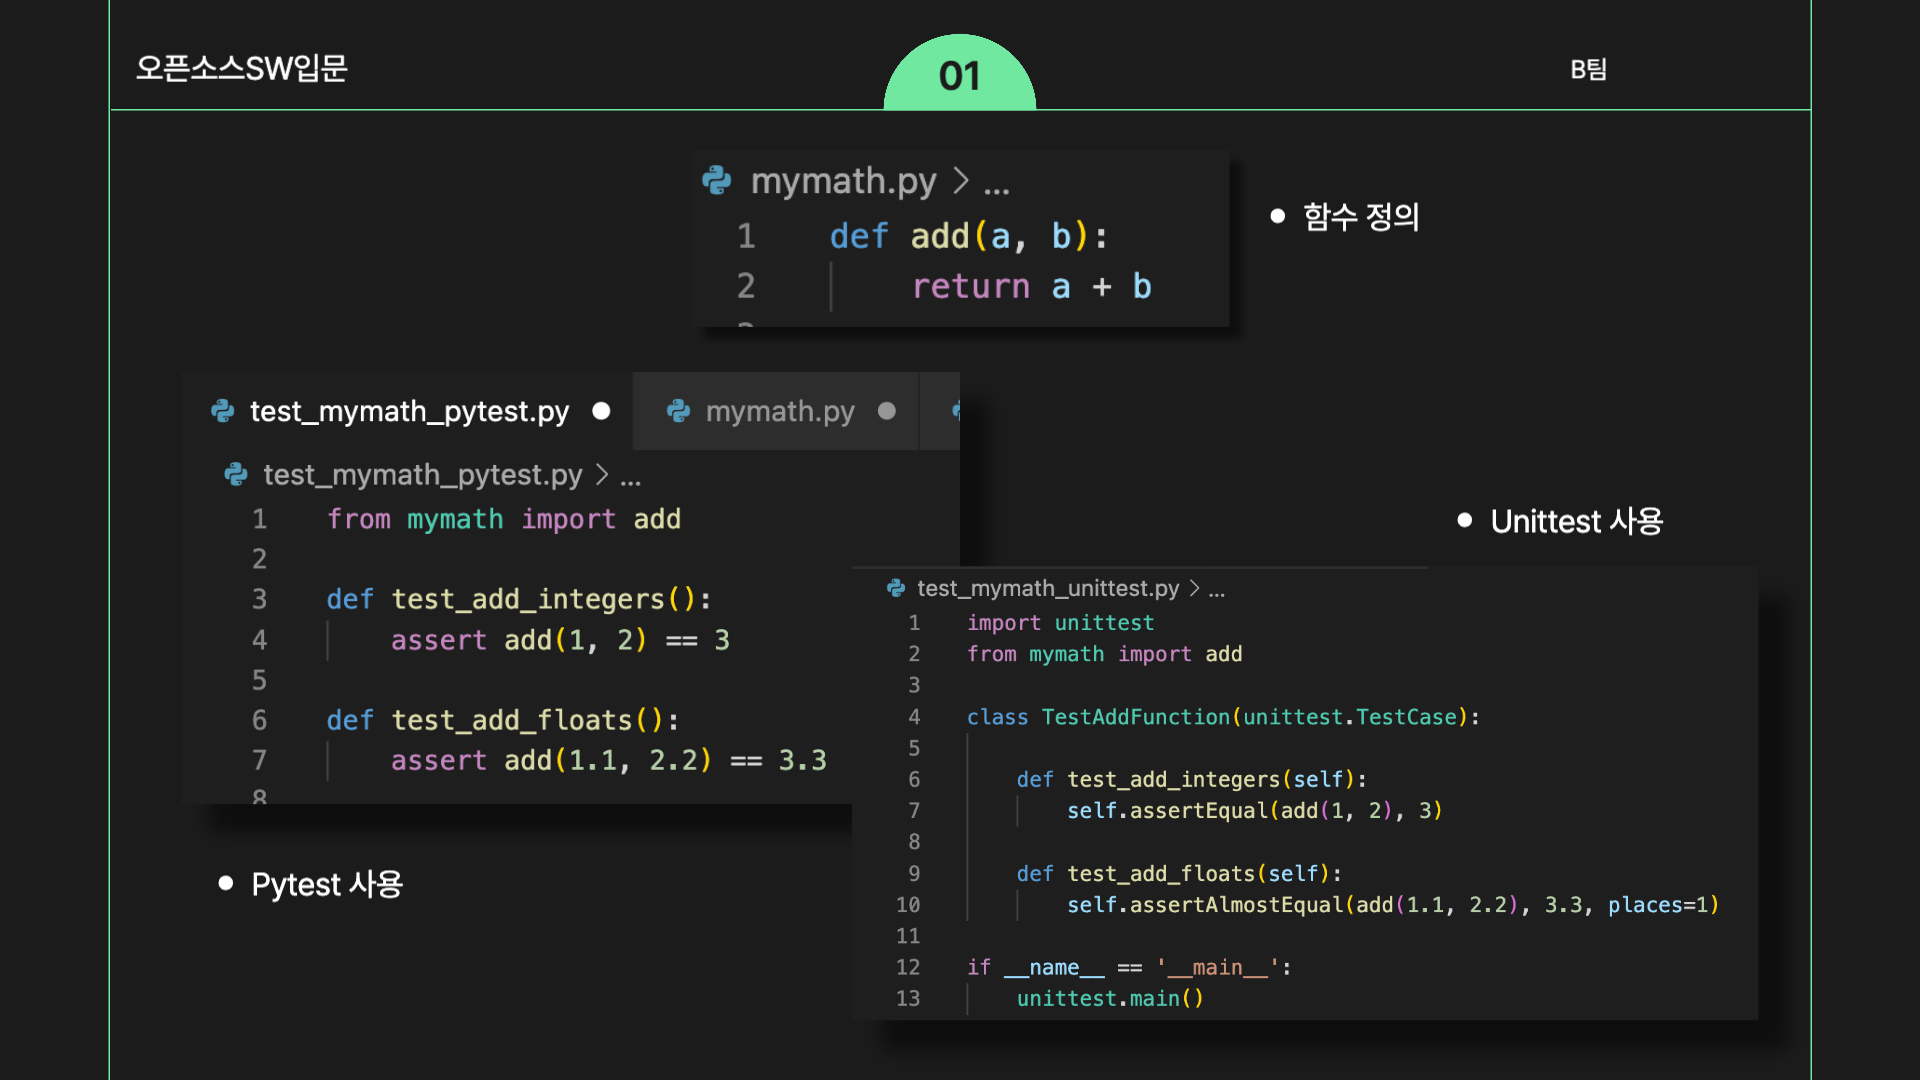 오픈소스SW입문
01
B팀
mymath.py > ...
1 def add(a, b):
2     return a + b
함수 정의
test_mymath_pytest.py
mymath.py
test_mymath_pytest.py > ...
1 from mymath import add
2
3 def test_add_integers():
4     assert add(1, 2) == 3
5
6 def test_add_floats():
7     assert add(1.1, 2.2) == 3.3
8
Pytest 사용
Unittest 사용
test_mymath_unittest.py > ...
1 import unittest
2 from mymath import add
3
4 class TestAddFunction(unittest.TestCase):
5
6     def test_add_integers(self):
7         self.assertEqual(add(1, 2), 3)
8
9     def test_add_floats(self):
10         self.assertAlmostEqual(add(1.1, 2.2), 3.3, places=1)
11
12 if __name__ == '__main__':
13     unittest.main()